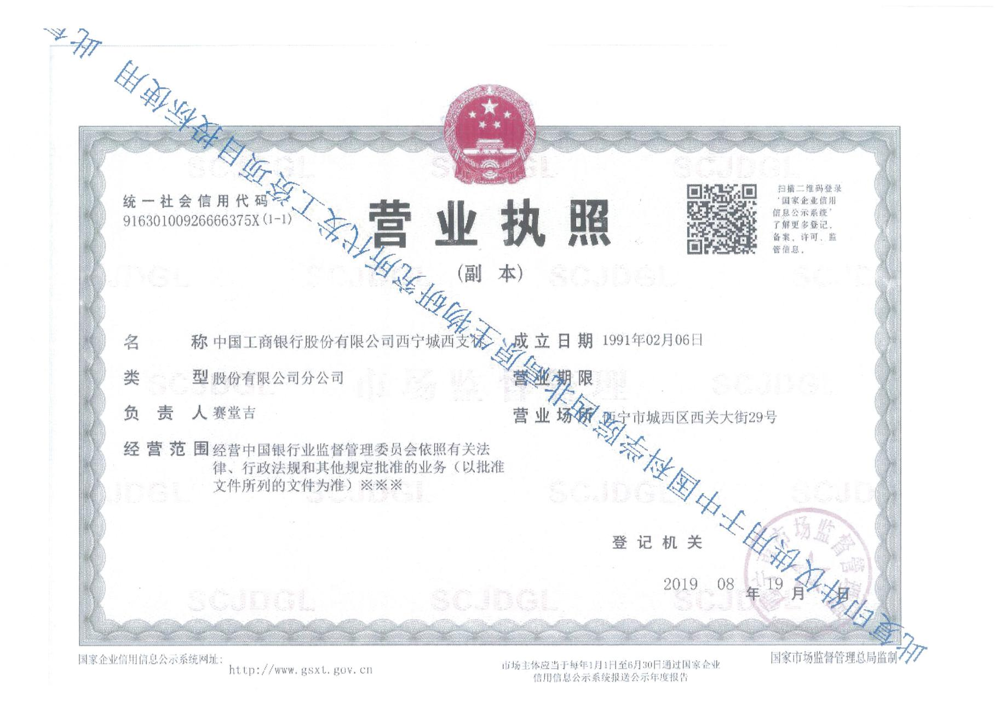 统一社会信用代码
91630100926666375X(1-1)
营业执照
(副 本)
扫描二维码登录
‘国家企业信用
信息公示系统’
了解更多登记、
备案、许可、监
管信息。
名 称 中国工商银行股份有限公司西宁城西支行
类 型 股份有限公司分公司
负责人 赛堂吉
经营范围 经营中国银行业监督管理委员会依照有关法
律、行政法规和其他规定批准的业务（以批准
文件所列的文件为准）※※※
成立日期 1991年02月06日
营业期限
营业场所 西宁市城西区西关大街29号
登记机关
2019 年 08 月 19 日
市场监督管理
SCJDGL
此复印件仅供用于中国科学院西北高原生物研究所代发工资项目投标使用
此复
国家企业信用信息公示系统网址：
http://www.gsxt.gov.cn
市场主体应当于每年1月1日至6月30日通过国家企业
信用信息公示系统报送公示年度报告
国家市场监督管理总局监制